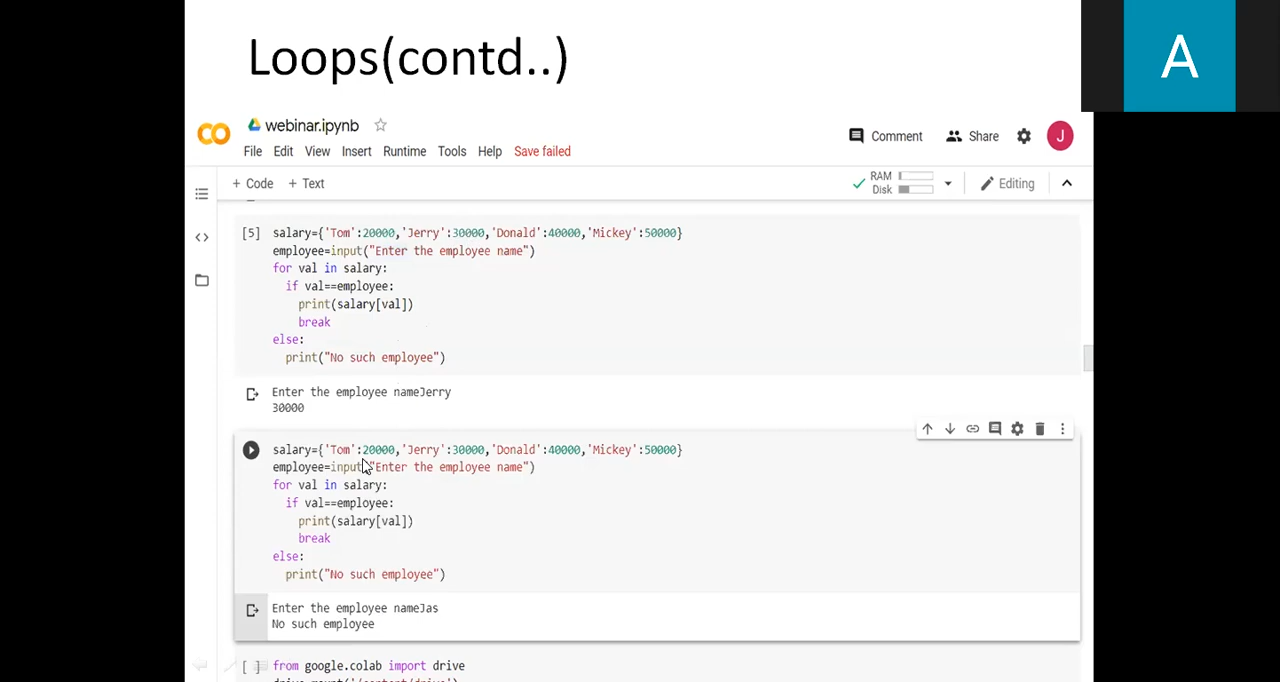 Loops(contd..)
A
webinar.ipynb
Comment Share J
File Edit View Insert Runtime Tools Help Save failed
+ Code + Text
RAM
Disk
Editing
[5] salary={'Tom':20000,'Jerry':30000,'Donald':40000,'Mickey':50000}
employee=input("Enter the employee name")
for val in salary:
if val==employee:
print(salary[val])
break
else:
print("No such employee")
Enter the employee nameJerry
30000
salary={'Tom':20000,'Jerry':30000,'Donald':40000,'Mickey':50000}
employee=input("Enter the employee name")
for val in salary:
if val==employee:
print(salary[val])
break
else:
print("No such employee")
Enter the employee nameJas
No such employee
[ ] from google.colab import drive
drive.mount('/content/drive')